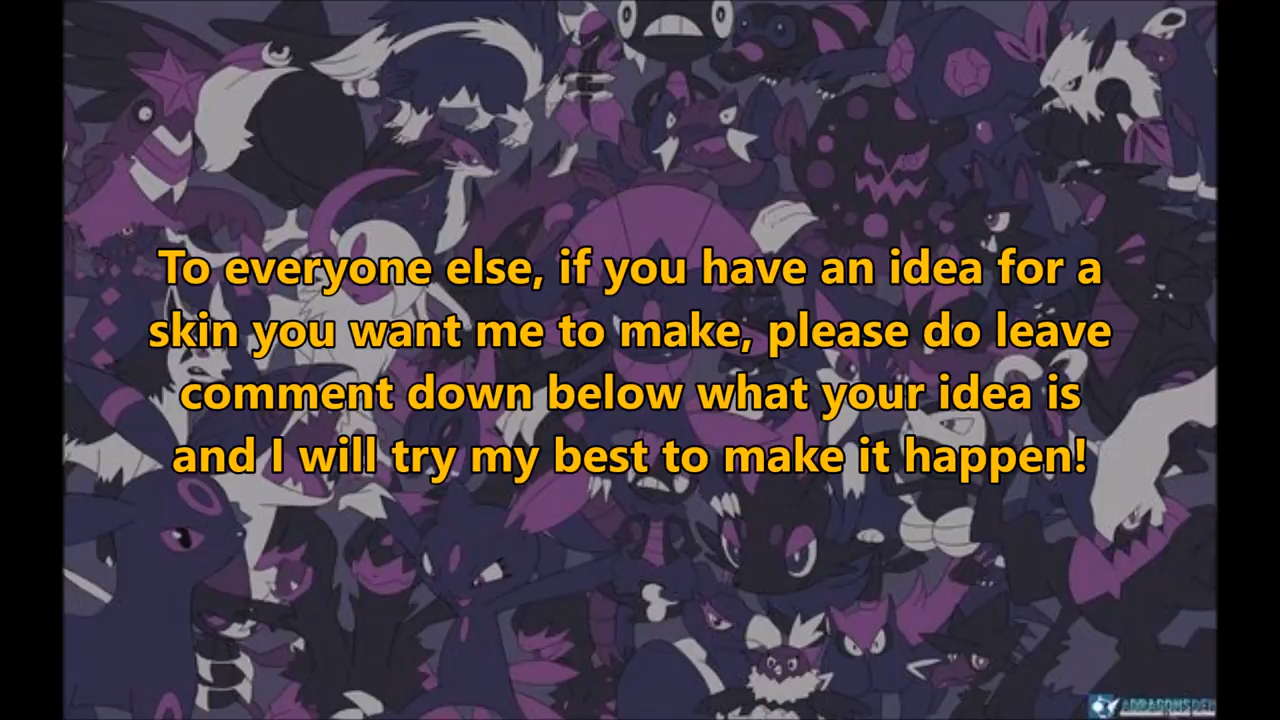 To everyone else, if you have an idea for a
skin you want me to make, please do leave
comment down below what your idea is
and I will try my best to make it happen!